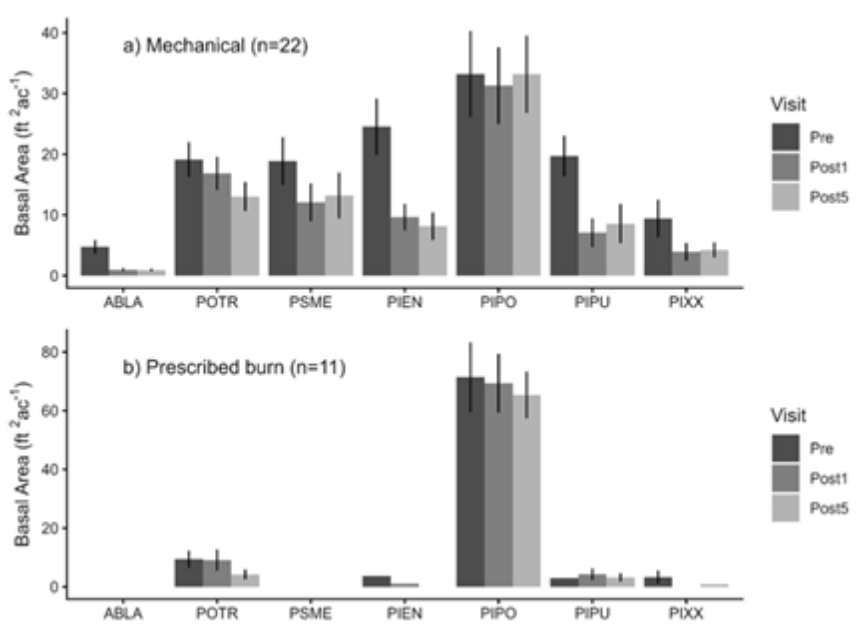 a) Mechanical (n=22)
Basal Area (ft ²ac⁻¹)
40
30
20
10
0
ABLA POTR PSME PIEN PIPO PIPU PIXX
Visit
Pre
Post1
Post5
b) Prescribed burn (n=11)
Basal Area (ft ²ac⁻¹)
80
60
40
20
0
ABLA POTR PSME PIEN PIPO PIPU PIXX
Visit
Pre
Post1
Post5